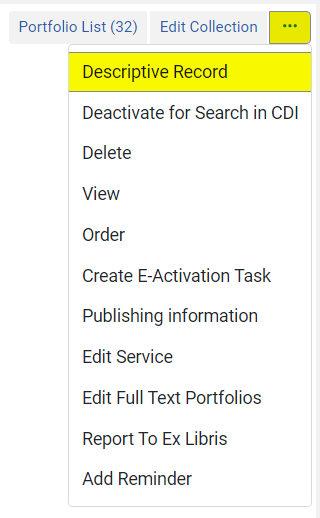 Portfolio List (32) Edit Collection ...
Descriptive Record
Deactivate for Search in CDI
Delete
View
Order
Create E-Activation Task
Publishing information
Edit Service
Edit Full Text Portfolios
Report To Ex Libris
Add Reminder